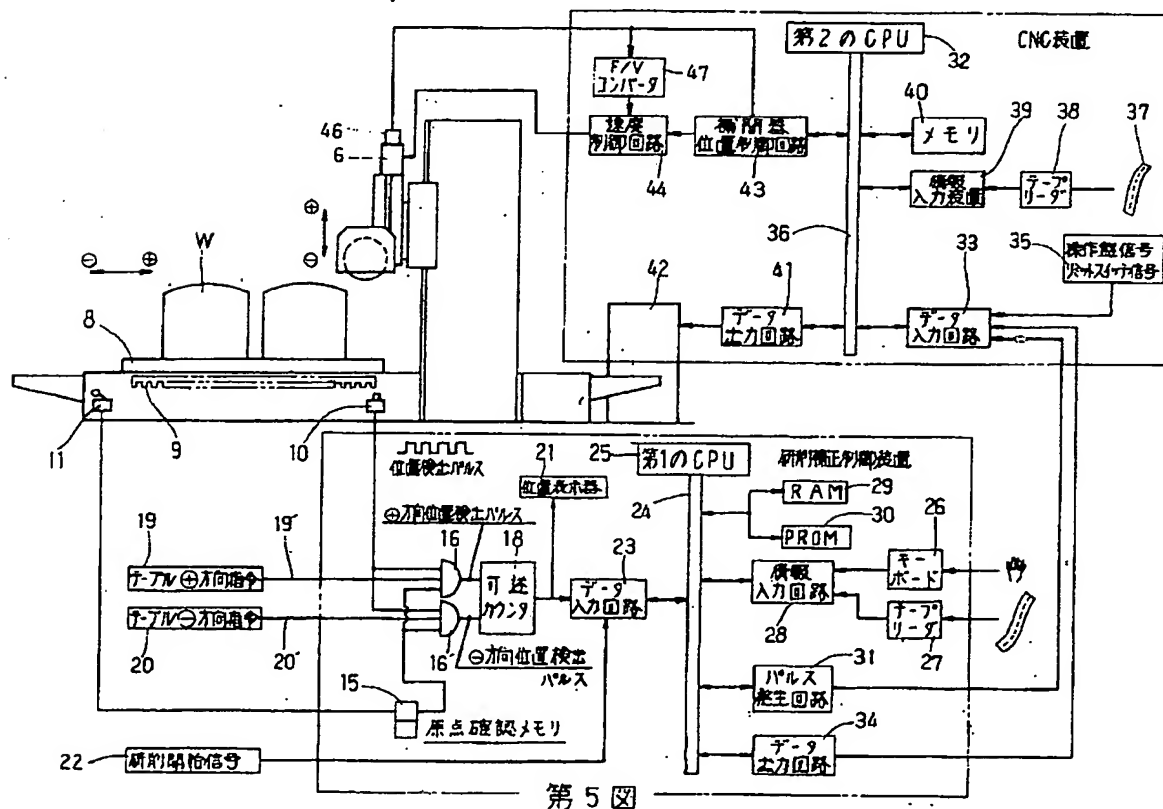 第2のCPU
32
CNC装置
F/V
コンバータ
47
46
6
速度
制御回路
44
補間器
位置制御回路
43
40
メモリ
39
情報
入力装置
38
テープ
リーダ
37
36
35
操作盤信号
リミットスイッチ信号
33
データ
入力回路
41
データ
出力回路
42
⊕
⊖
⊖ ⊕
W
8
11
9
10
位置検出パルス
25
第1のCPU
研削補正制御装置
21
位置表示器
24
RAM
29
PROM
30
⊕方向位置検出パルス
19
19'
テーブル⊕方向指令
16
18
可逆
カウンタ
23
データ
入力回路
26
キー
ボード
情報
入力回路
28
テープ
リーダ
27
テーブル⊖方向指令
20
20'
16'
⊖方向位置検出
パルス
31
パルス
発生回路
15
原点確認メモリ
34
データ
出力回路
22
研削開始信号
第5図